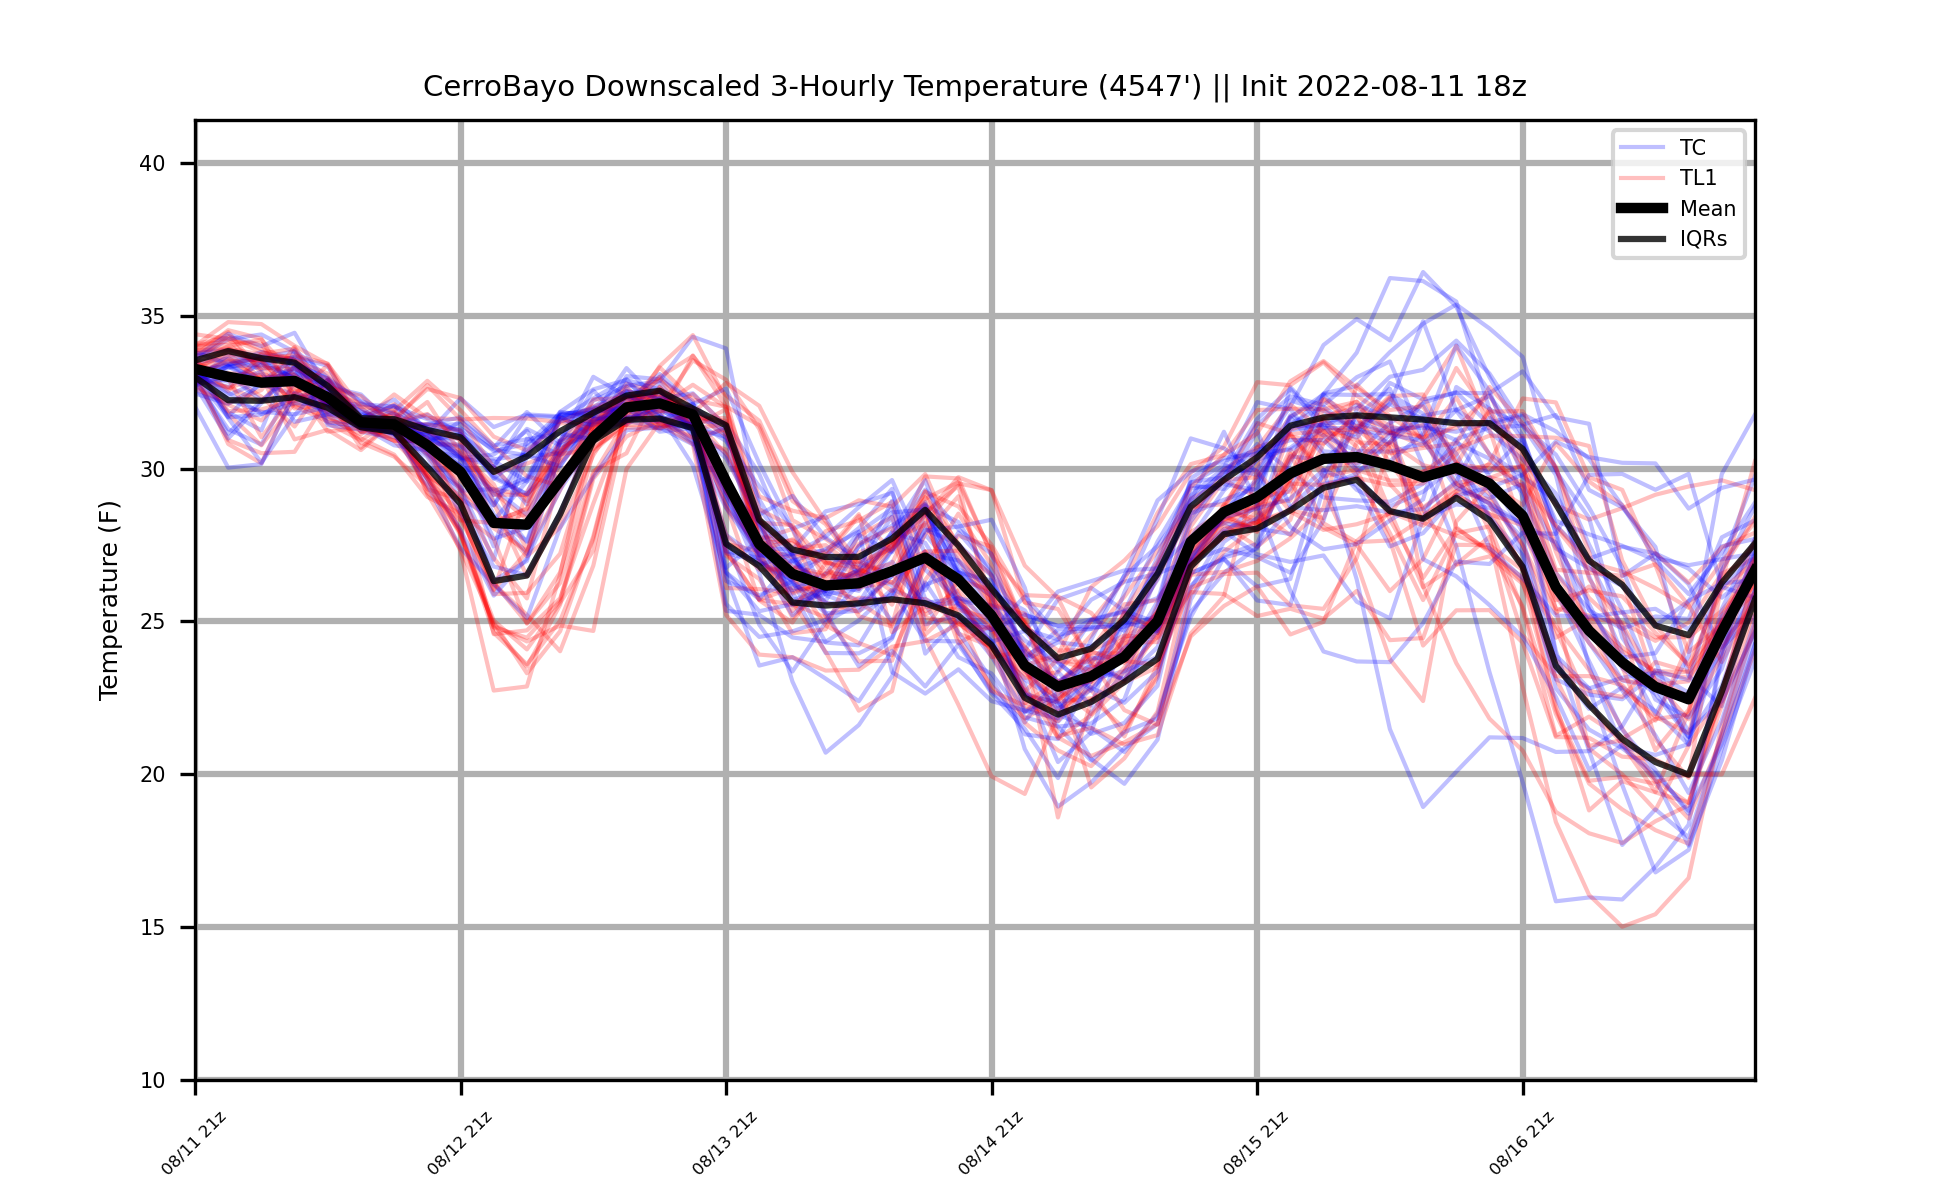 CerroBayo Downscaled 3-Hourly Temperature (4547') || Init 2022-08-11 18z
TC
TL1
Mean
IQRs
Temperature (F)
40
35
30
25
20
15
10
08/11 21z
08/12 21z
08/13 21z
08/14 21z
08/15 21z
08/16 21z